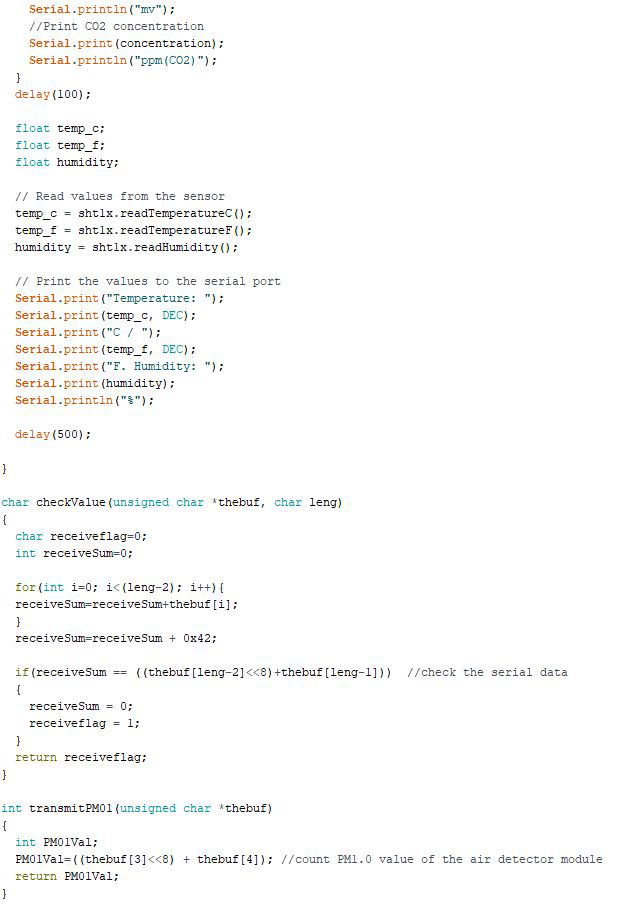 Serial.println("mv");
//Print CO2 concentration
Serial.print(concentration);
Serial.println("ppm(CO2)");
}
delay(100);
float temp_c;
float temp_f;
float humidity;
// Read values from the sensor
temp_c = sht1x.readTemperatureC();
temp_f = sht1x.readTemperatureF();
humidity = sht1x.readHumidity();
// Print the values to the serial port
Serial.print("Temperature: ");
Serial.print(temp_c, DEC);
Serial.print("C / ");
Serial.print(temp_f, DEC);
Serial.print("F. Humidity: ");
Serial.print(humidity);
Serial.println("%");
delay(500);
}
char checkValue(unsigned char *thebuf, char leng)
{
char receiveflag=0;
int receiveSum=0;
for(int i=0; i<(leng-2); i++){
receiveSum=receiveSum+thebuf[i];
}
receiveSum=receiveSum + 0x42;
if(receiveSum == ((thebuf[leng-2]<<8)+thebuf[leng-1])) //check the serial data
{
receiveSum = 0;
receiveflag = 1;
}
return receiveflag;
}
int transmitPM01(unsigned char *thebuf)
{
int PM01Val;
PM01Val=((thebuf[3]<<8) + thebuf[4]); //count PM1.0 value of the air detector module
return PM01Val;
}